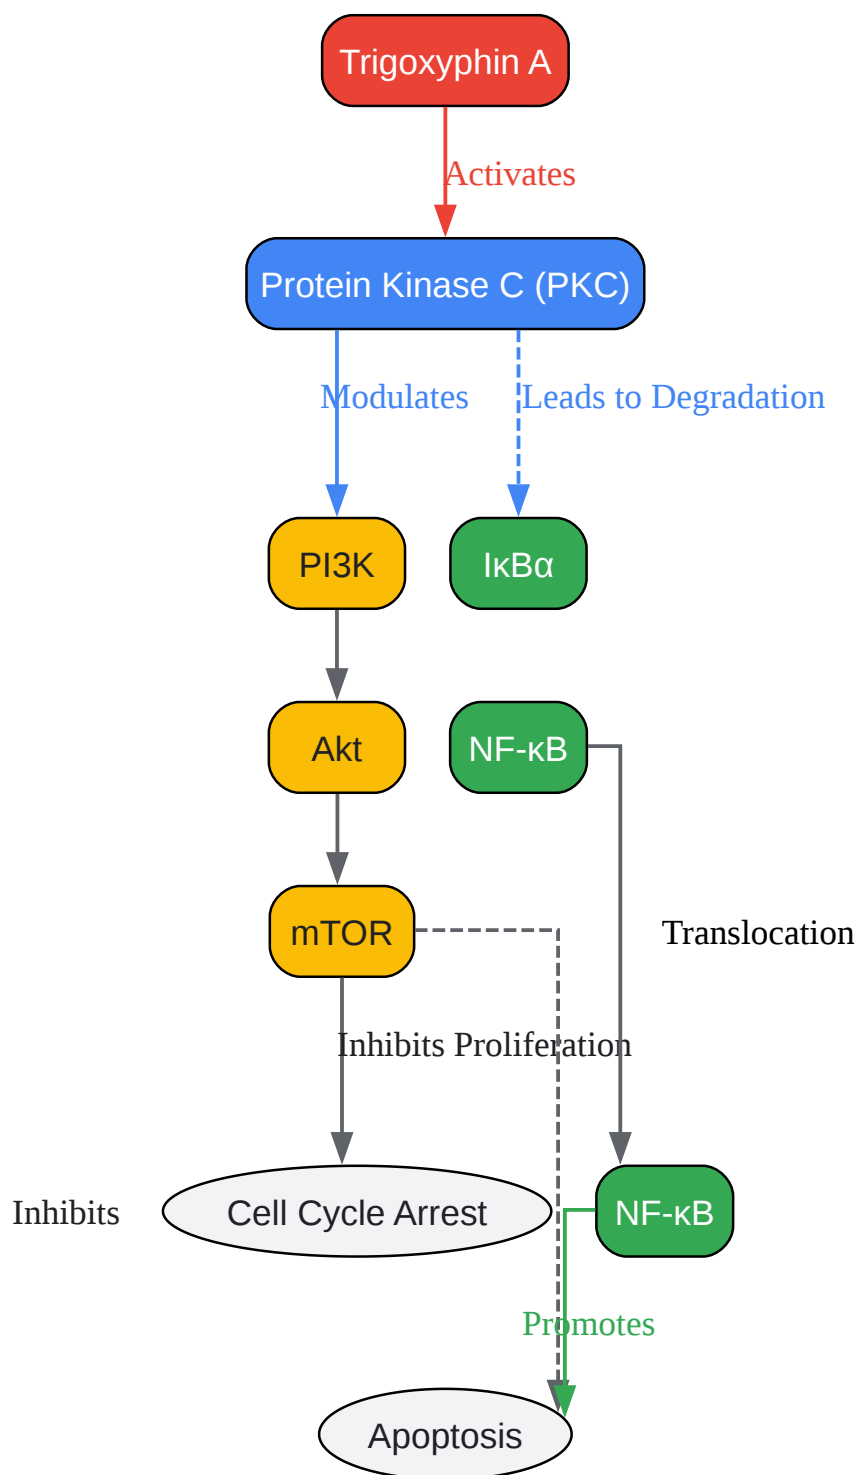 Trigoxyphin A
Activates
Protein Kinase C (PKC)
Modulates
Leads to Degradation
PI3K
IκBα
Akt
NF-κB
mTOR
Translocation
Inhibits Proliferation
Inhibits
Cell Cycle Arrest
NF-κB
Promotes
Apoptosis